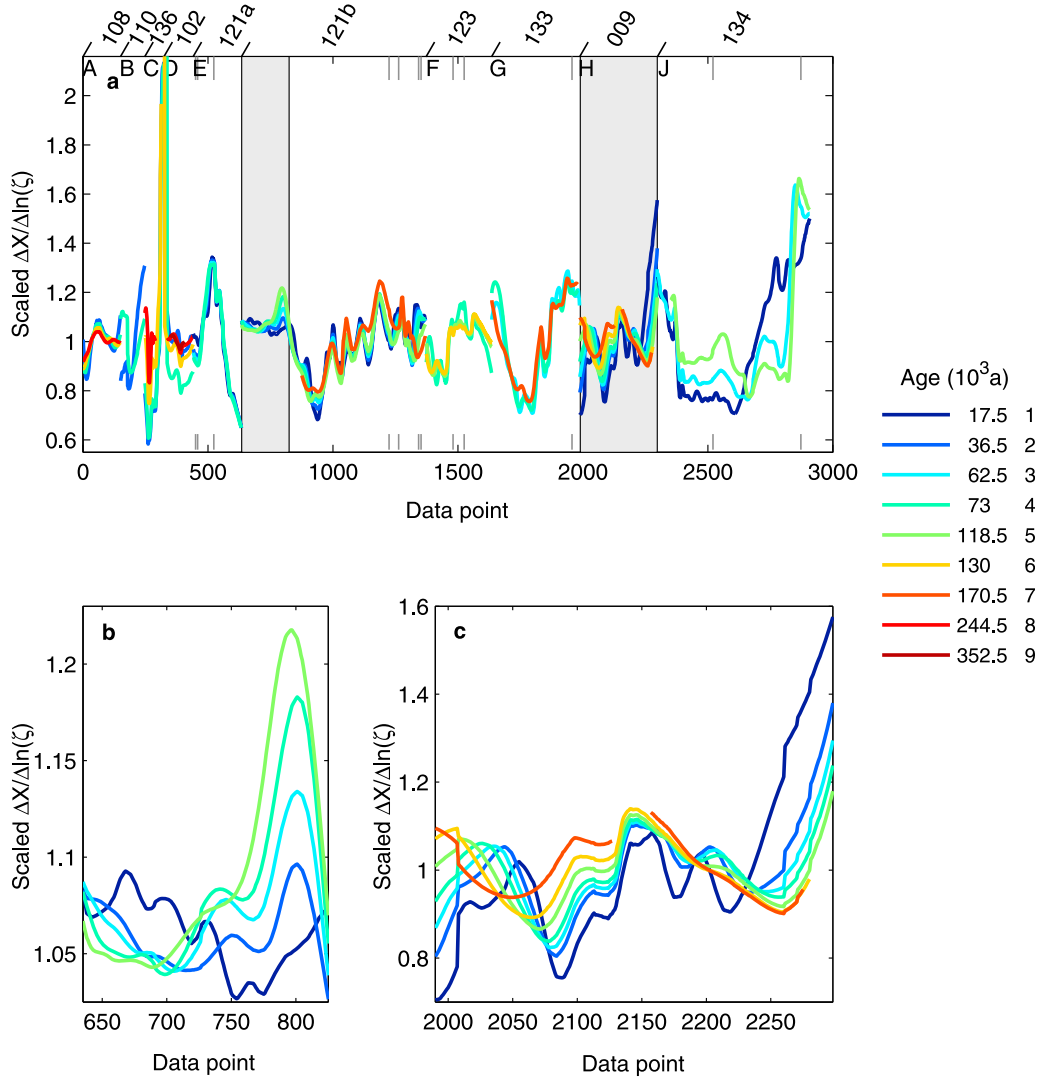 108 110 136 102 121a 121b 123 133 009 134
A B C D E F G H J
a
2
1.8
1.6
1.4
1.2
1
0.8
0.6
Scaled ΔX/Δln(ζ)
0 500 1000 1500 2000 2500 3000
Data point
Age (10³a)
17.5 1
36.5 2
62.5 3
73 4
118.5 5
130 6
170.5 7
244.5 8
352.5 9
b
1.2
1.15
1.1
1.05
Scaled ΔX/Δln(ζ)
650 700 750 800
Data point
c
1.6
1.4
1.2
1
0.8
Scaled ΔX/Δln(ζ)
2000 2050 2100 2150 2200 2250
Data point